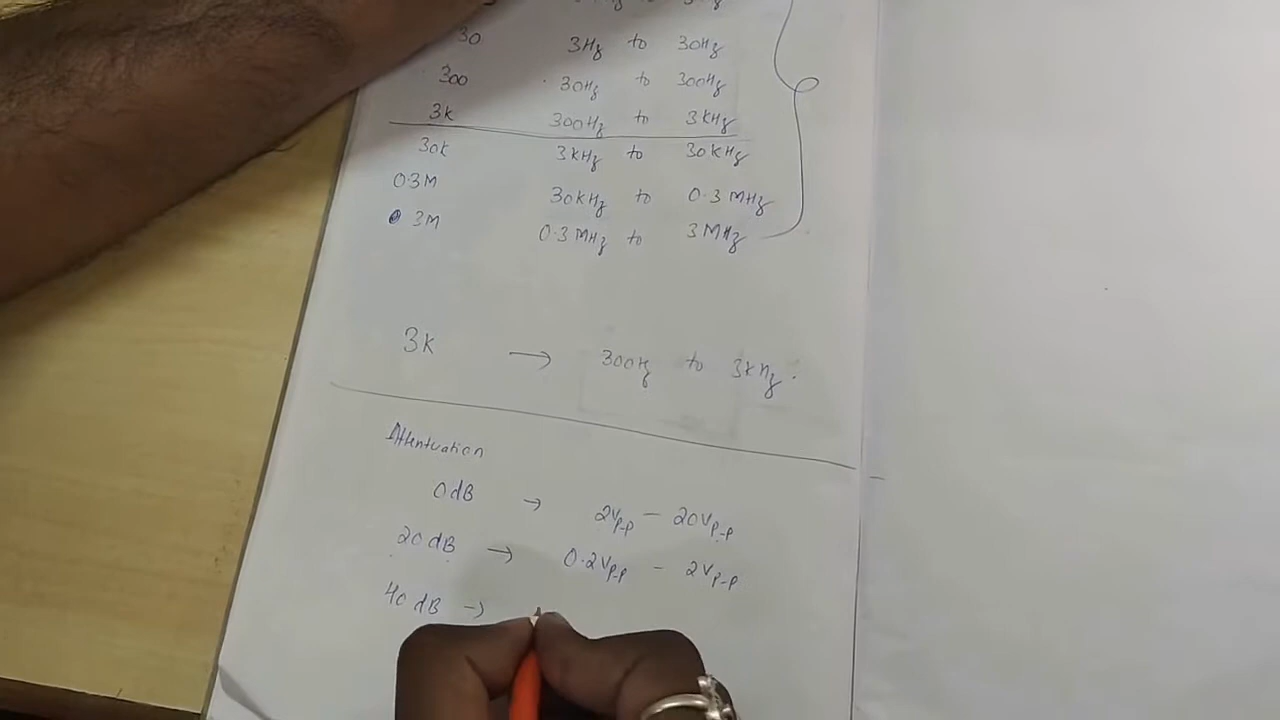 30 3Hz to 30Hz
300 30Hz to 300Hz
3k 300Hz to 3kHz
30k 3kHz to 30kHz
0.3M 30kHz to 0.3MHz
3M 0.3MHz to 3MHz
3k → 300Hz to 3kHz.
Attentuation
0dB → 2Vp-p - 20Vp-p
20dB → 0.2Vp-p - 2Vp-p
40dB →